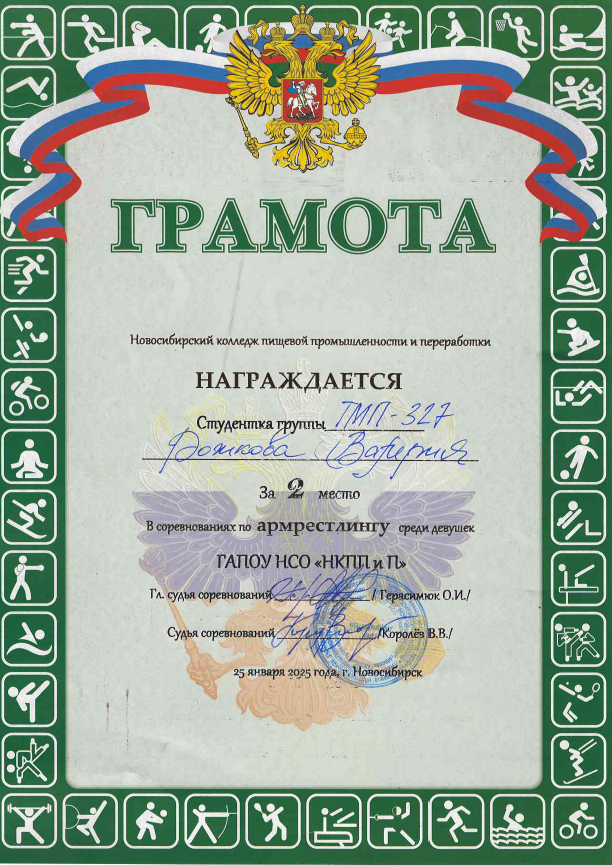 ГРАМОТА
Новосибирский колледж пищевой промышленности и переработки
НАГРАЖДАЕТСЯ
Студентка группы ТМП-327
Рожкова Валерия
За 2 место
В соревнованиях по армрестлингу среди девушек
ГАПОУ НСО «НКПП и П»
Гл. судья соревнований /Герасимюк О.И./
Судья соревнований /Королёв В.В./
25 января 2025 года, г. Новосибирск